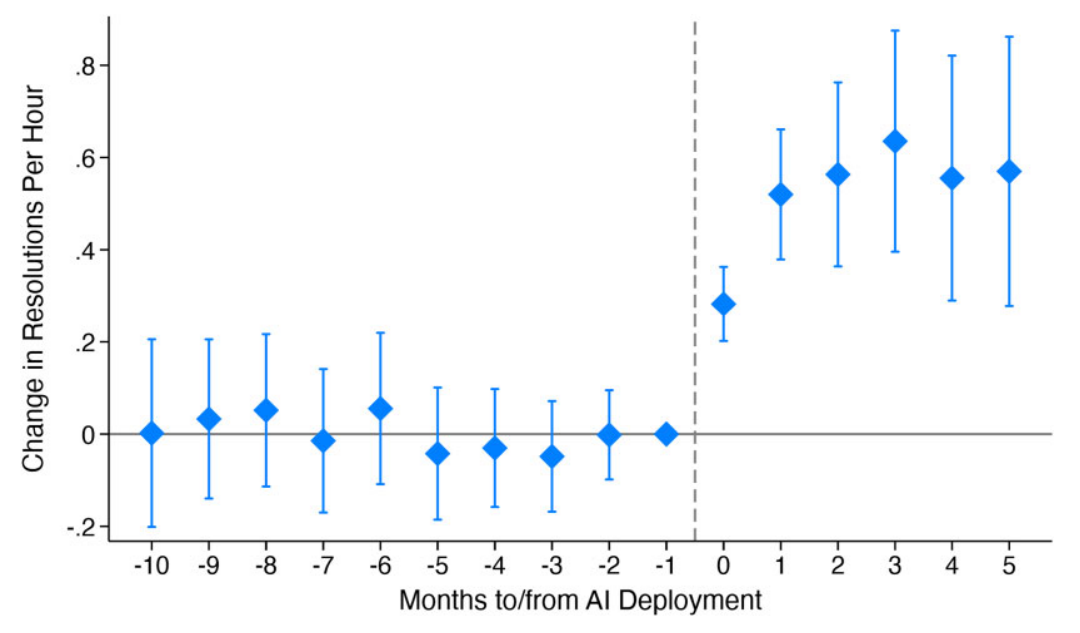 Change in Resolutions Per Hour
.8
.6
.4
.2
0
-.2
-10 -9 -8 -7 -6 -5 -4 -3 -2 -1 0 1 2 3 4 5
Months to/from AI Deployment